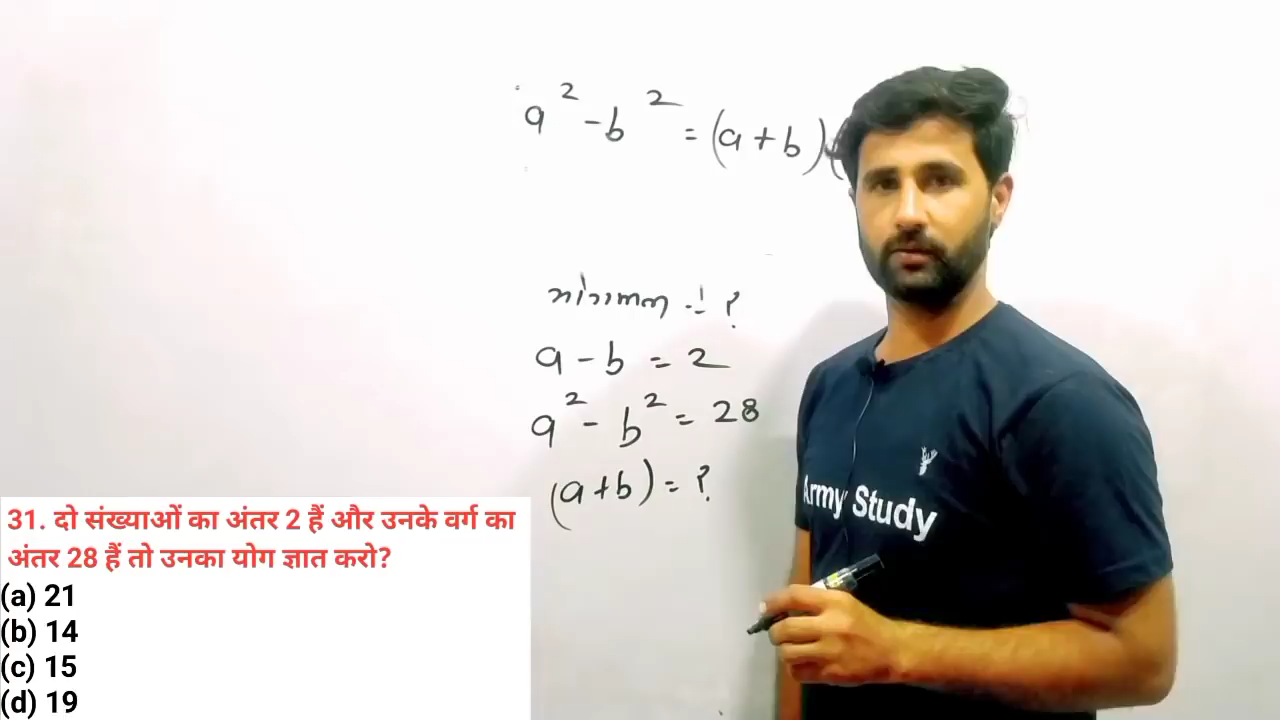 a² - b² = (a + b) (
÷ ?
a - b = 2
a² - b² = 28
(a + b) = ?
Army Study
31. दो संख्याओं का अंतर 2 हैं और उनके वर्ग का
अंतर 28 हैं तो उनका योग ज्ञात करो?
(a) 21
(b) 14
(c) 15
(d) 19